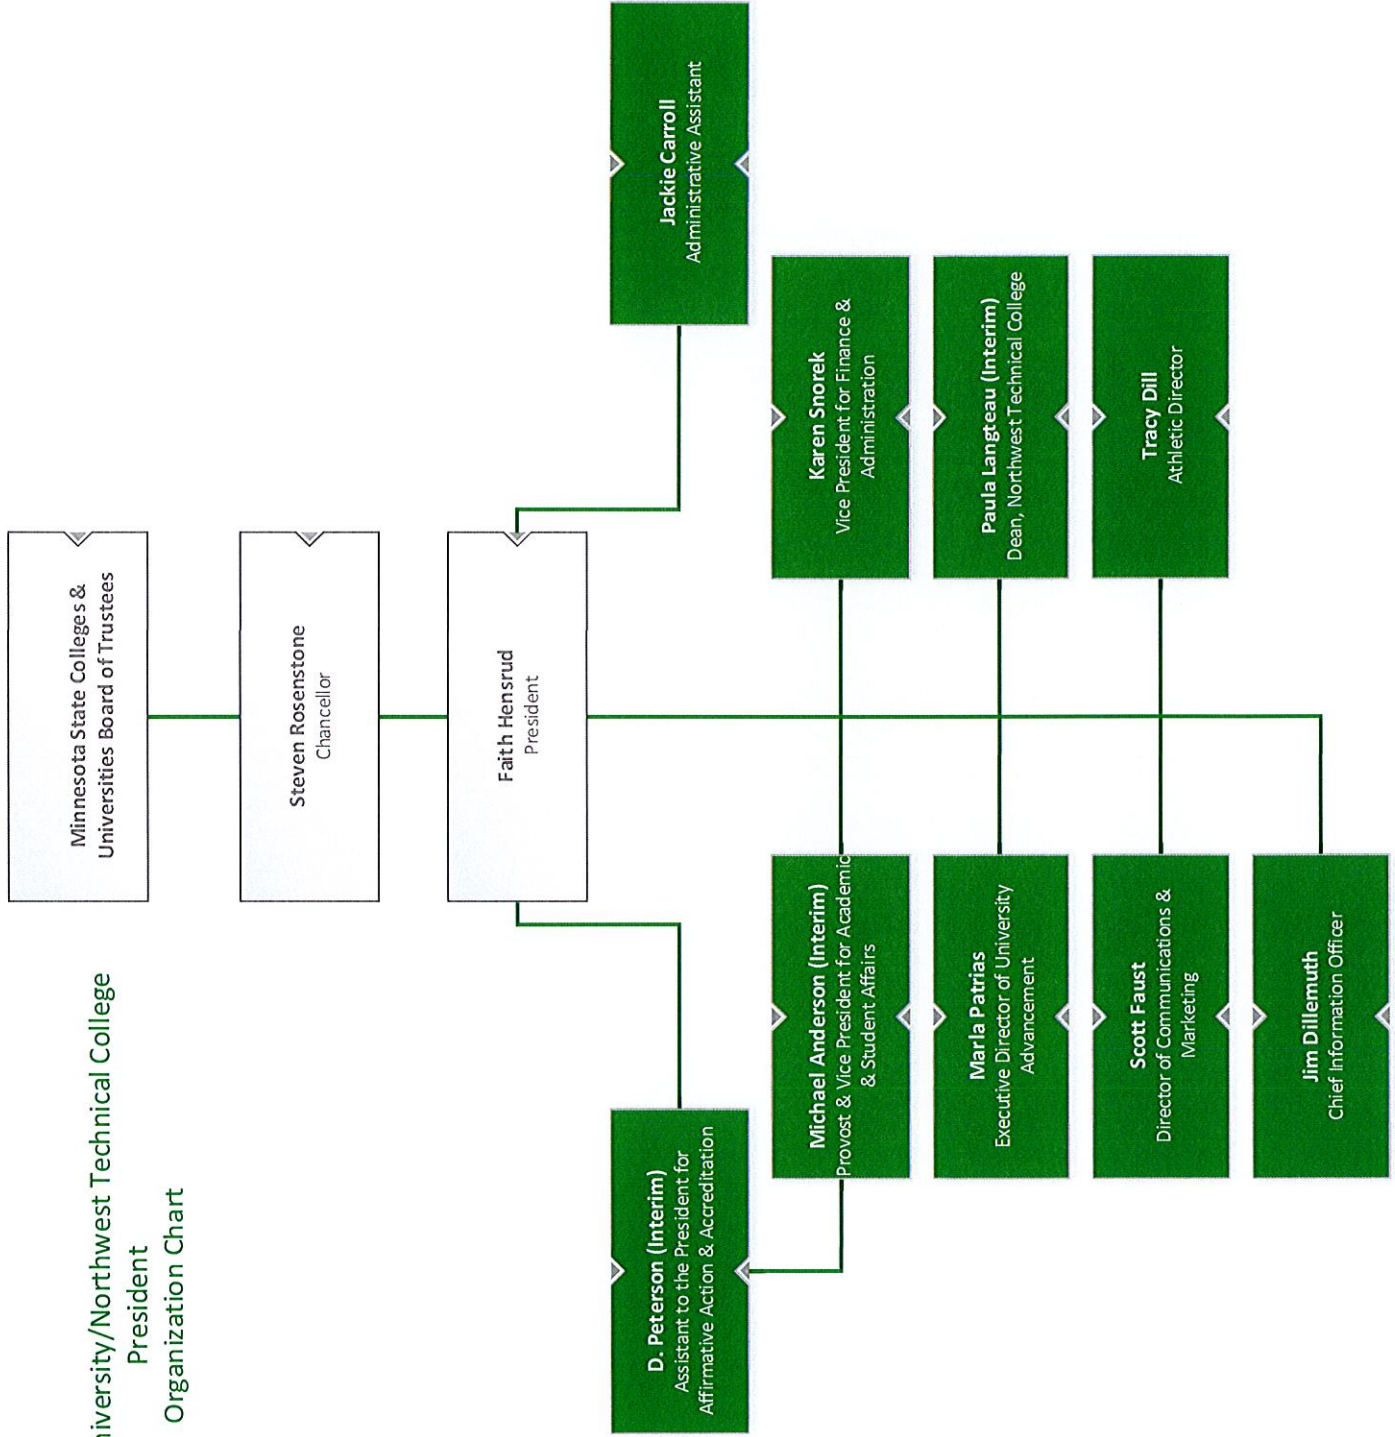 niversity/Northwest Technical College
President
Organization Chart
Minnesota State Colleges &
Universities Board of Trustees
Steven Rosenstone
Chancellor
Faith Hensrud
President
D. Peterson (Interim)
Assistant to the President for
Affirmative Action & Accreditation
Jackie Carroll
Administrative Assistant
Michael Anderson (Interim)
Provost & Vice President for Academic
& Student Affairs
Karen Snorek
Vice President for Finance &
Administration
Marla Patrias
Executive Director of University
Advancement
Paula Langteau (Interim)
Dean, Northwest Technical College
Scott Faust
Director of Communications &
Marketing
Tracy Dill
Athletic Director
Jim Dillemuth
Chief Information Officer